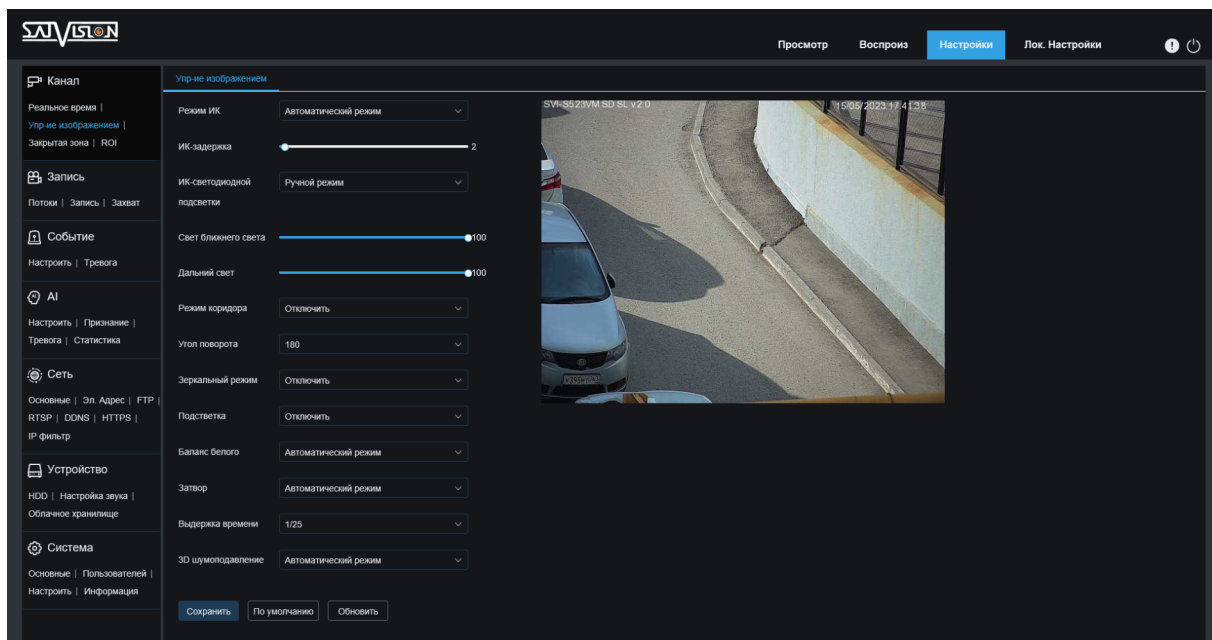 SATVISION
Просмотр Воспроиз Настройки Лок. Настройки
Канал
Реальное время |
Упр-ие изображением |
Закрытая зона | ROI
Запись
Потоки | Запись | Захват
Событие
Настроить | Тревога
AI
Настроить | Признание |
Тревога | Статистика
Сеть
Основные | Эл. Адрес | FTP |
RTSP | DDNS | HTTPS |
IP фильтр
Устройство
HDD | Настройка звука |
Облачное хранилище
Система
Основные | Пользователей |
Настроить | Информация
Упр-ие изображением
Режим ИК Автоматический режим
ИК-задержка 2
ИК-светодиодной подсветки Ручной режим
Свет ближнего света 100
Дальний свет 100
Режим коридора Отключить
Угол поворота 180
Зеркальный режим Отключить
Подстветка Отключить
Баланс белого Автоматический режим
Затвор Автоматический режим
Выдержка времени 1/25
3D шумоподавление Автоматический режим
Сохранить По умолчанию Обновить
SVI-S523VM SD SL v2.0 15/05/2023 17:41:38